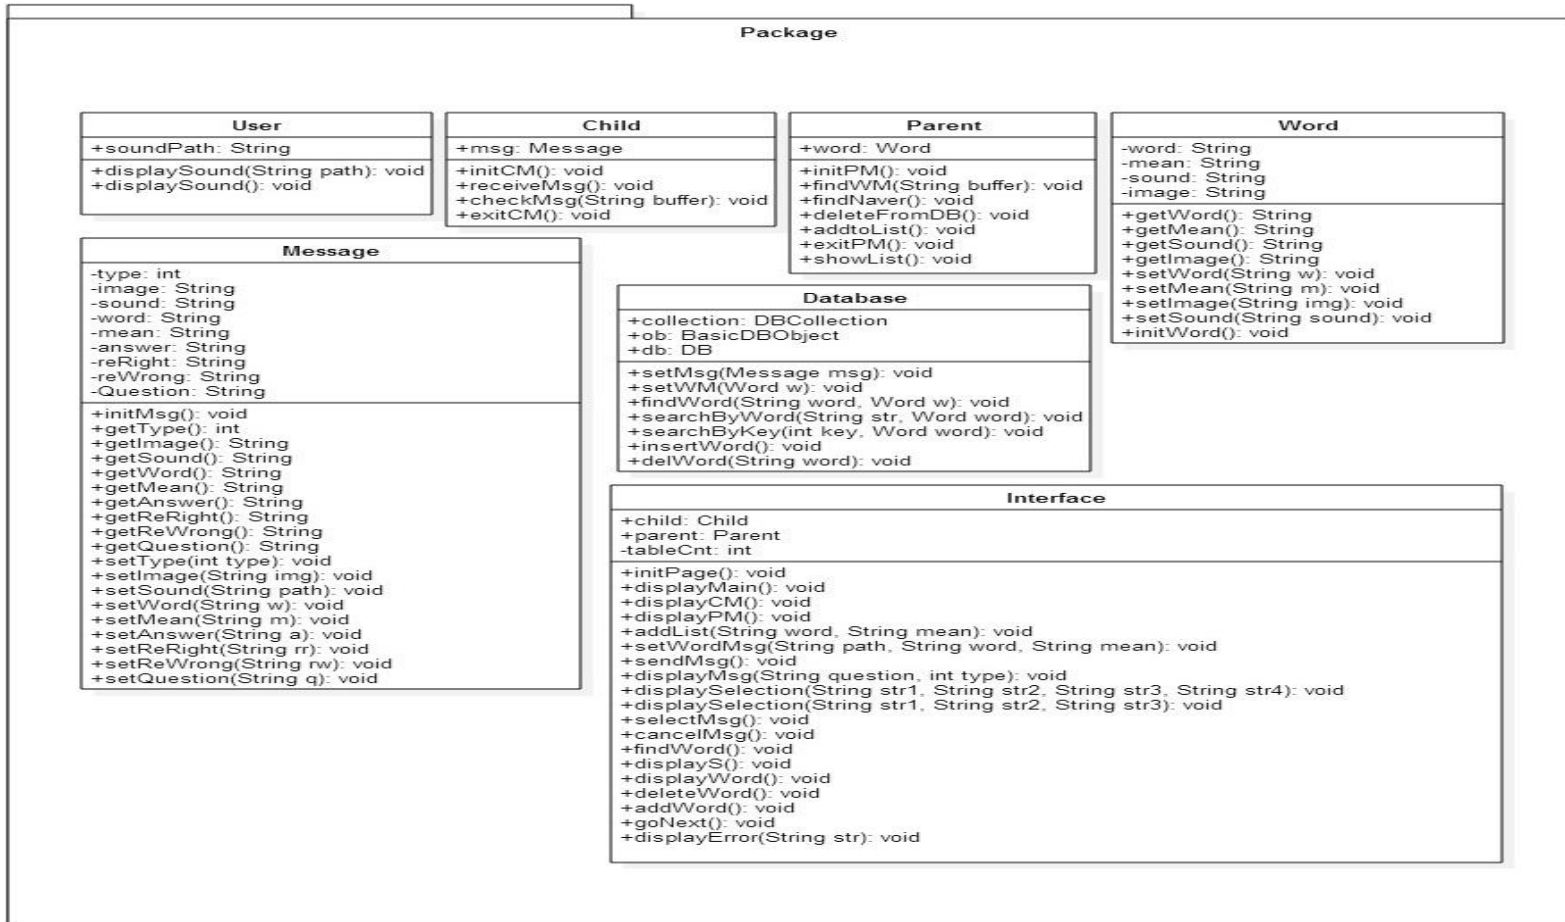 Package
User
+soundPath: String
+displaySound(String path): void
+displaySound(): void
Child
+msg: Message
+initCM(): void
+receiveMsg(): void
+checkMsg(String buffer): void
+exitCM(): void
Parent
+word: Word
+initPM(): void
+findWM(String buffer): void
+findNaver(): void
+deleteFromDB(): void
+addtoList(): void
+exitPM(): void
+showList(): void
Word
-word: String
-mean: String
-sound: String
-image: String
+getWord(): String
+getMean(): String
+getSound(): String
+getImage(): String
+setWord(String w): void
+setMean(String m): void
+setImage(String img): void
+setSound(String sound): void
+initWord(): void
Message
-type: int
-image: String
-sound: String
-word: String
-mean: String
-answer: String
-reRight: String
-reWrong: String
-Question: String
+initMsg(): void
+getType(): int
+getImage(): String
+getSound(): String
+getWord(): String
+getMean(): String
+getAnswer(): String
+getReRight(): String
+getReWrong(): String
+getQuestion(): String
+setType(int type): void
+setImage(String img): void
+setSound(String path): void
+setWord(String w): void
+setMean(String m): void
+setAnswer(String a): void
+setReRight(String rr): void
+setReWrong(String rw): void
+setQuestion(String q): void
Database
+collection: DBCollection
+ob: BasicDBObject
+db: DB
+setMsg(Message msg): void
+setWM(Word w): void
+findWord(String word, Word w): void
+searchByWord(String str, Word word): void
+searchByKey(int key, Word word): void
+insertWord(): void
+delWord(String word): void
Interface
+child: Child
+parent: Parent
-tableCnt: int
+initPage(): void
+displayMain(): void
+displayCM(): void
+displayPM(): void
+addList(String word, String mean): void
+setWordMsg(String path, String word, String mean): void
+sendMsg(): void
+displayMsg(String question, int type): void
+displaySelection(String str1, String str2, String str3, String str4): void
+displaySelection(String str1, String str2, String str3): void
+selectMsg(): void
+cancelMsg(): void
+findWord(): void
+displayS(): void
+displayWord(): void
+deleteWord(): void
+addWord(): void
+goNext(): void
+displayError(String str): void